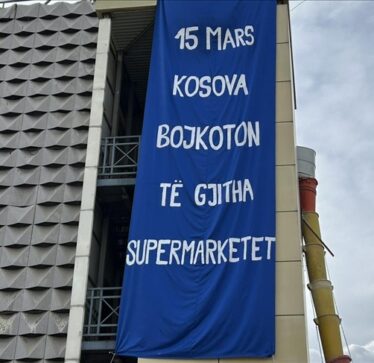 15 MARS
KOSOVA
BOJKOTON
TË GJITHA
SUPERMARKETET